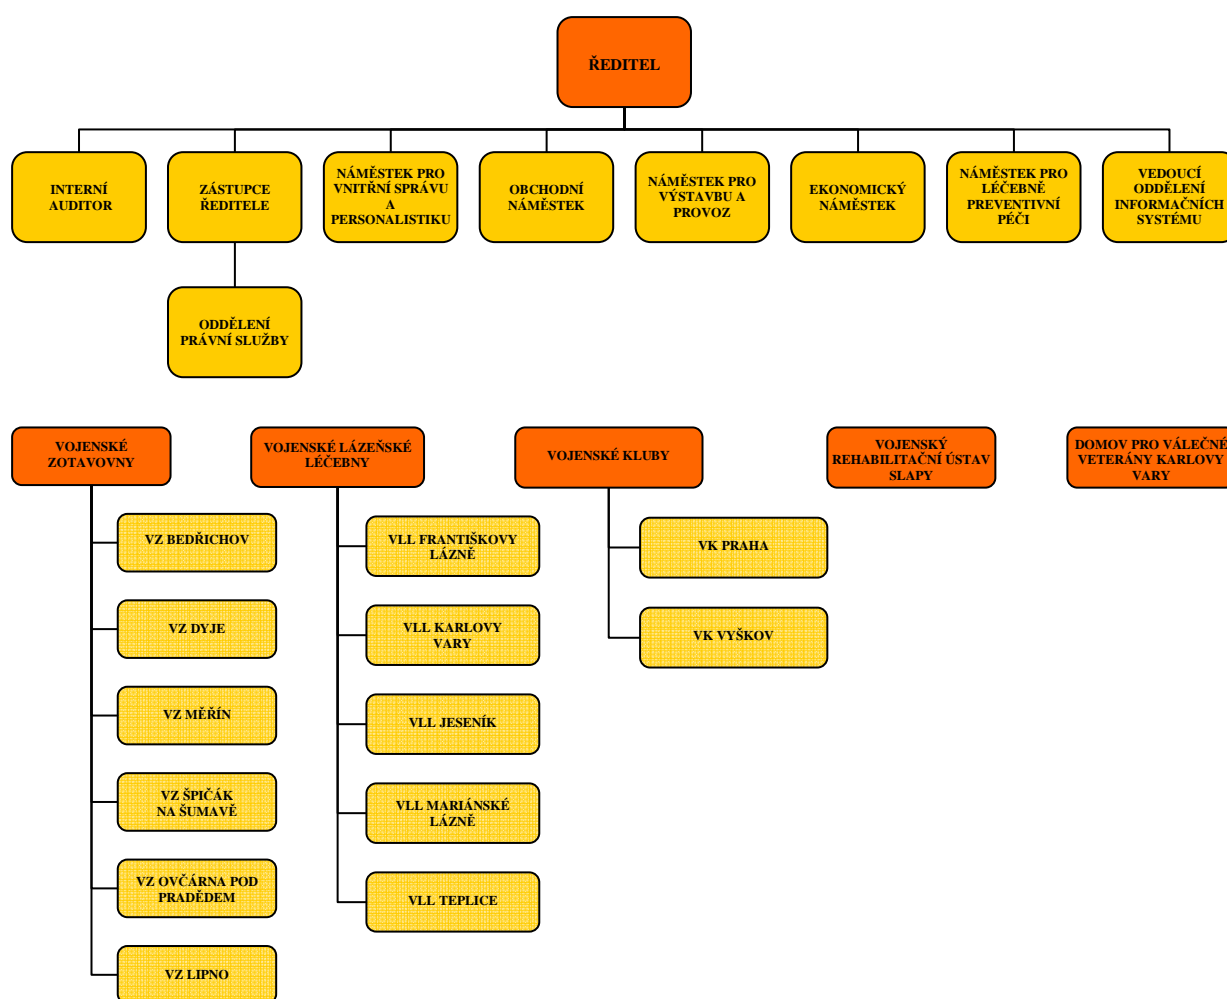 ŘEDITEL
INTERNÍ
AUDITOR
ZÁSTUPCE
ŘEDITELE
NÁMĚSTEK PRO
VNITŘNÍ SPRÁVU
A
PERSONALISTIKU
OBCHODNÍ
NÁMĚSTEK
NÁMĚSTEK PRO
VÝSTAVBU A
PROVOZ
EKONOMICKÝ
NÁMĚSTEK
NÁMĚSTEK PRO
LÉČEBNĚ
PREVENTIVNÍ
PÉČI
VEDOUCÍ
ODDĚLENÍ
INFORMAČNÍCH
SYSTÉMU
ODDĚLENÍ
PRÁVNÍ SLUŽBY
VOJENSKÉ
ZOTAVOVNY
VZ BEDŘICHOV
VZ DYJE
VZ MĚŘÍN
VZ ŠPIČÁK
NA ŠUMAVĚ
VZ OVČÁRNA POD
PRADĚDEM
VZ LIPNO
VOJENSKÉ LÁZEŇSKÉ
LÉČEBNY
VLL FRANTIŠKOVY
LÁZNĚ
VLL KARLOVY
VARY
VLL JESENÍK
VLL MARIÁNSKÉ
LÁZNĚ
VLL TEPLICE
VOJENSKÉ KLUBY
VK PRAHA
VK VYŠKOV
VOJENSKÝ
REHABILITAČNÍ ÚSTAV
SLAPY
DOMOV PRO VÁLEČNÉ
VETERÁNY KARLOVY
VARY